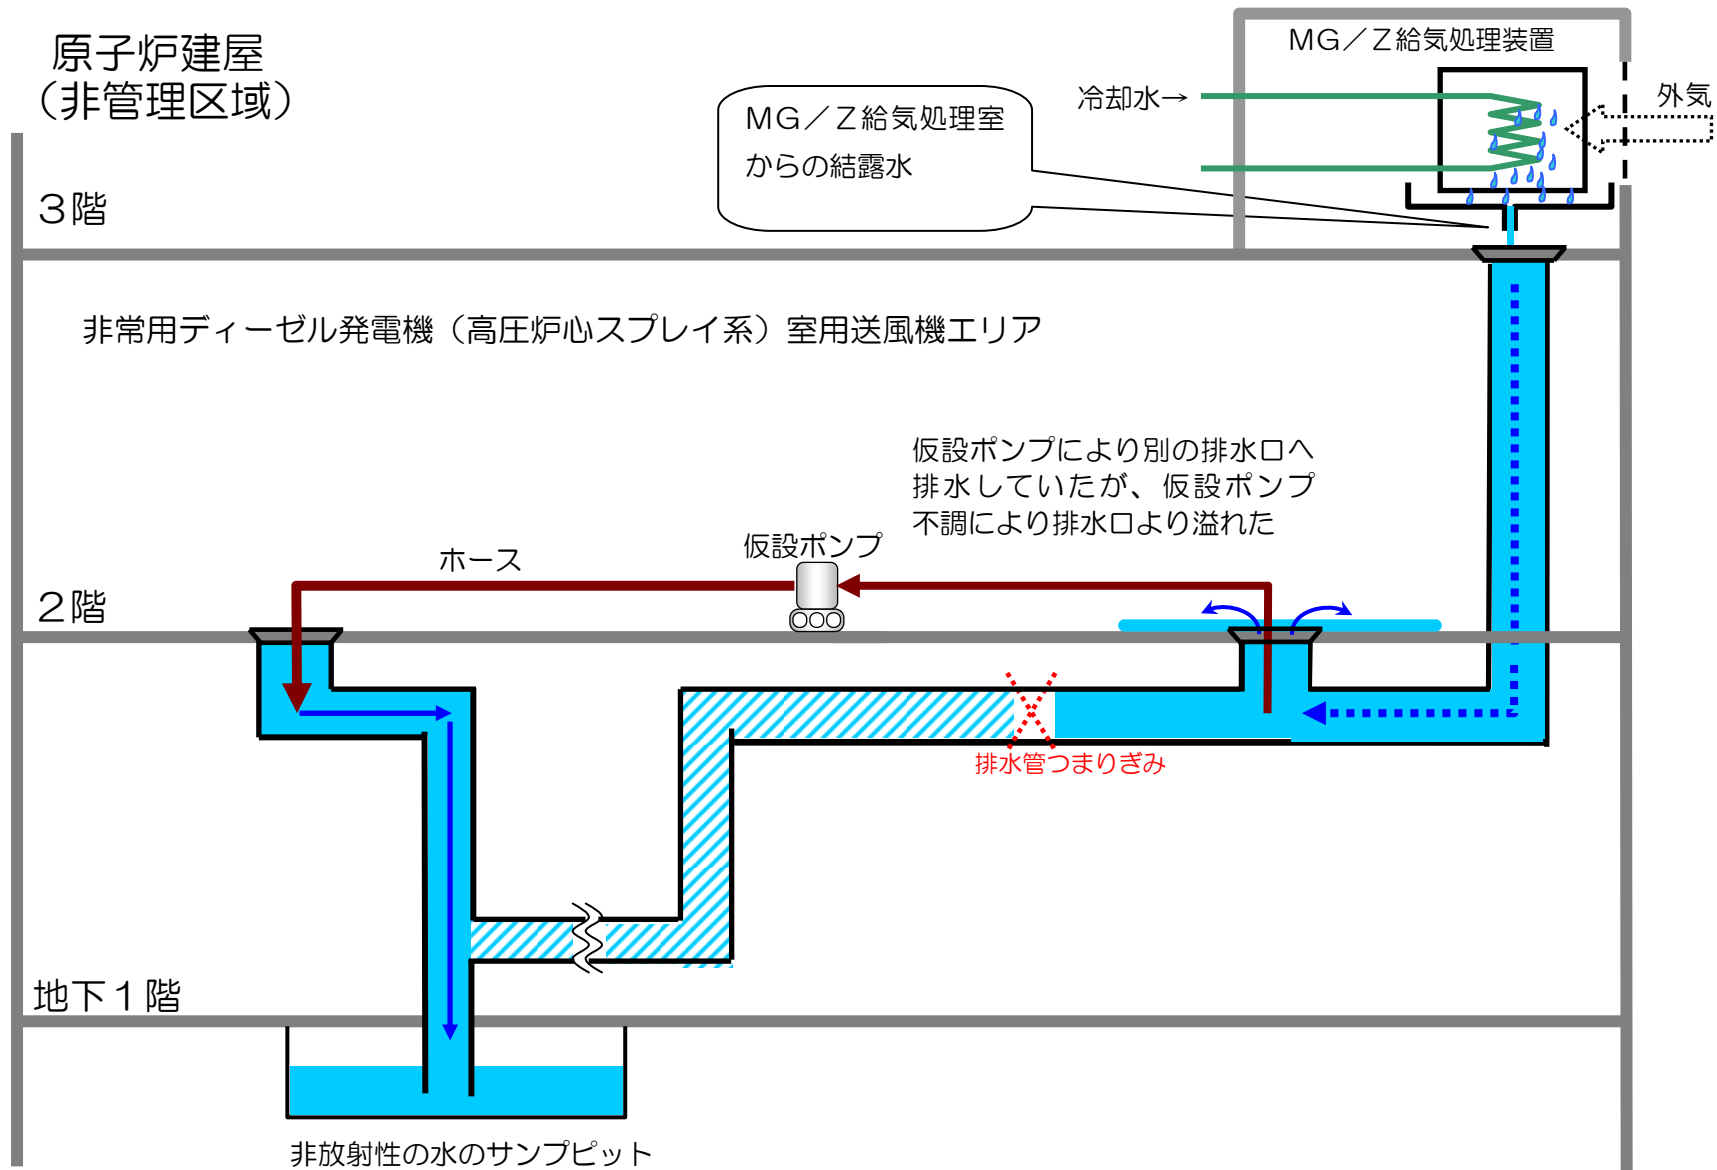 原子炉建屋
（非管理区域）
MG／Z給気処理装置
冷却水→
外気
MG／Z給気処理室
からの結露水
3階
非常用ディーゼル発電機（高圧炉心スプレイ系）室用送風機エリア
仮設ポンプにより別の排水口へ
排水していたが、仮設ポンプ
不調により排水口より溢れた
仮設ポンプ
ホース
2階
排水管つまりぎみ
地下1階
非放射性の水のサンプピット